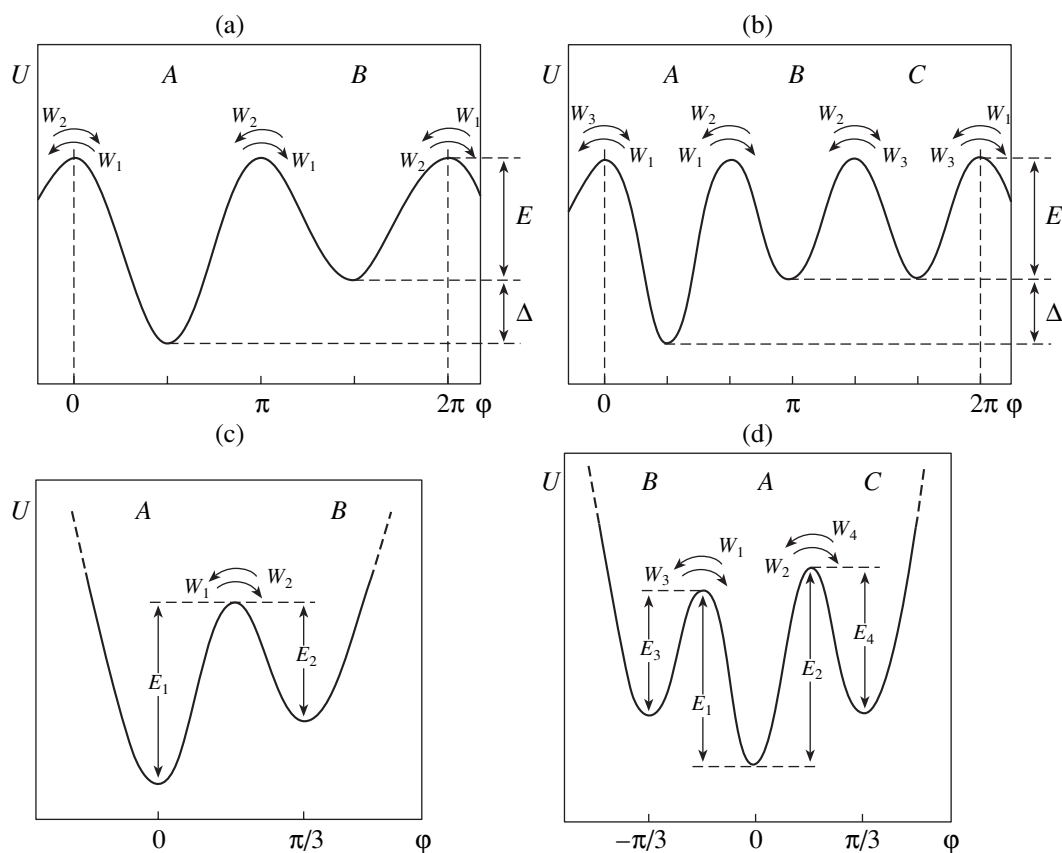 (a) (b)
U A B U A B C
W2 W2 W1 W3 W2 W2 W1
W1 W1 W2 W1 W1 W3 W3
E E
Δ Δ
0 π 2π φ 0 π 2π φ
(c) (d)
U A B U B A C
W1 W4
W1 W2 W3 W2
E1 E2 E3 E1 E2 E4
0 π/3 φ −π/3 0 π/3 φ